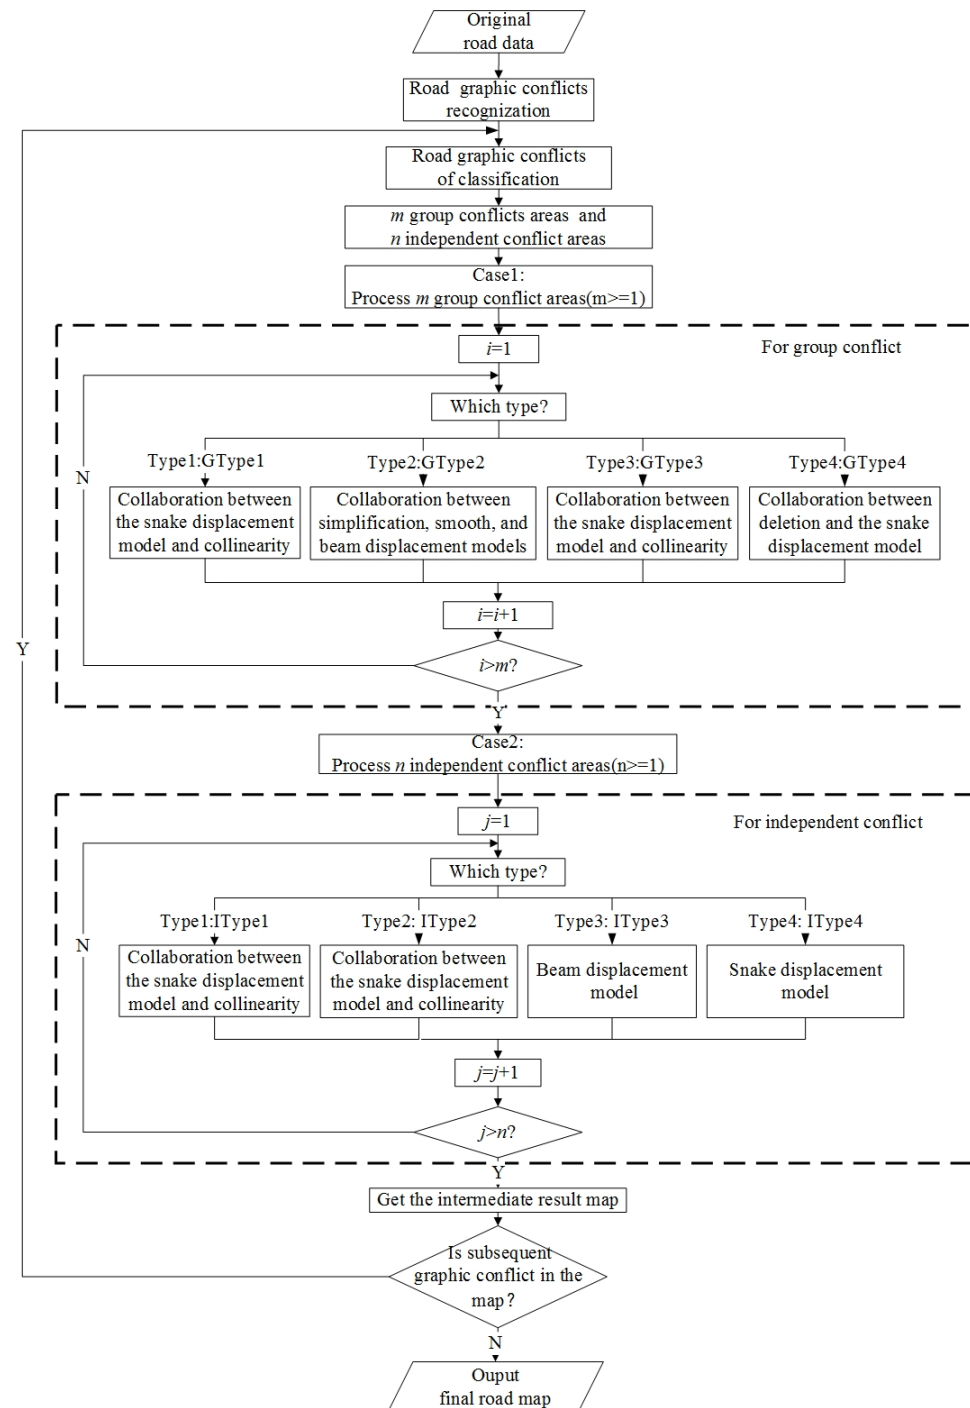 Original
road data
Road graphic conflicts
recognization
Road graphic conflicts
of classification
m group conflicts areas and
n independent conflict areas
Case1:
Process m group conflict areas(m>=1)
i=1
For group conflict
Which type?
Type1:GType1
Type2:GType2
Type3:GType3
Type4:GType4
N
Collaboration between
the snake displacement
model and collinearity
Collaboration between
simplification, smooth, and
beam displacement models
Collaboration between
the snake displacement
model and collinearity
Collaboration between
deletion and the snake
displacement model
i=i+1
Y
i>m?
Y
Case2:
Process n independent conflict areas(n>=1)
j=1
For independent conflict
Which type?
Type1:IType1
Type2: IType2
Type3: IType3
Type4: IType4
N
Collaboration between
the snake displacement
model and collinearity
Collaboration between
the snake displacement
model and collinearity
Beam displacement
model
Snake displacement
model
j=j+1
j>n?
Y
Get the intermediate result map
Is subsequent
graphic conflict in the
map?
N
Ouput
final road map